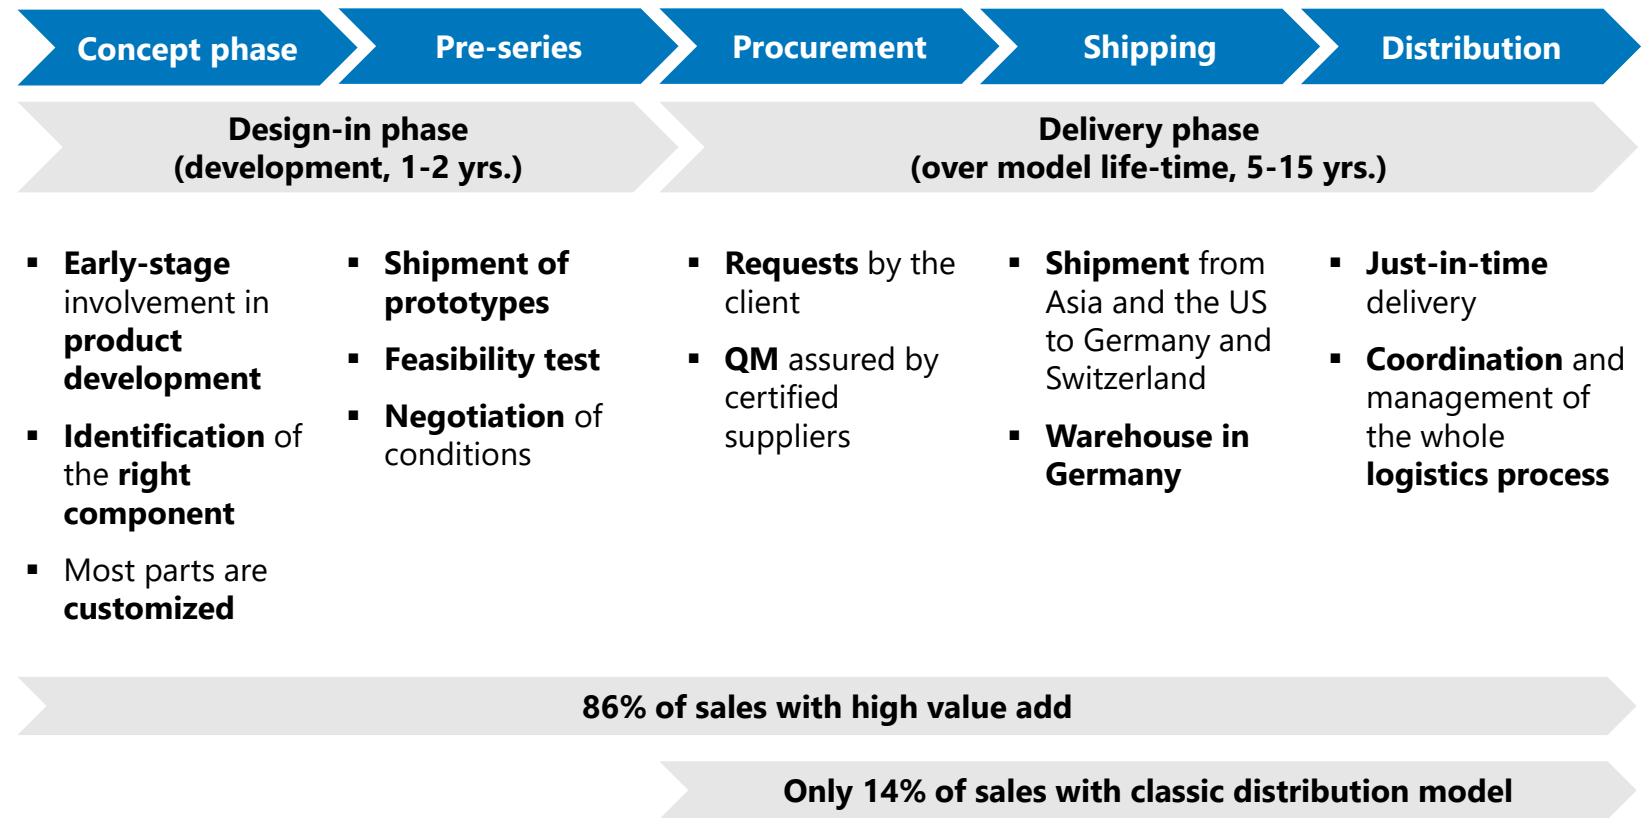 Concept phase
Pre-series
Procurement
Shipping
Distribution
Design-in phase
(development, 1-2 yrs.)
Delivery phase
(over model life-time, 5-15 yrs.)
▪ Early-stage
involvement in
product
development
▪ Identification of
the right
component
▪ Most parts are
customized
▪ Shipment of
prototypes
▪ Feasibility test
▪ Negotiation of
conditions
▪ Requests by the
client
▪ QM assured by
certified
suppliers
▪ Shipment from
Asia and the US
to Germany and
Switzerland
▪ Warehouse in
Germany
▪ Just-in-time
delivery
▪ Coordination and
management of
the whole
logistics process
86% of sales with high value add
Only 14% of sales with classic distribution model